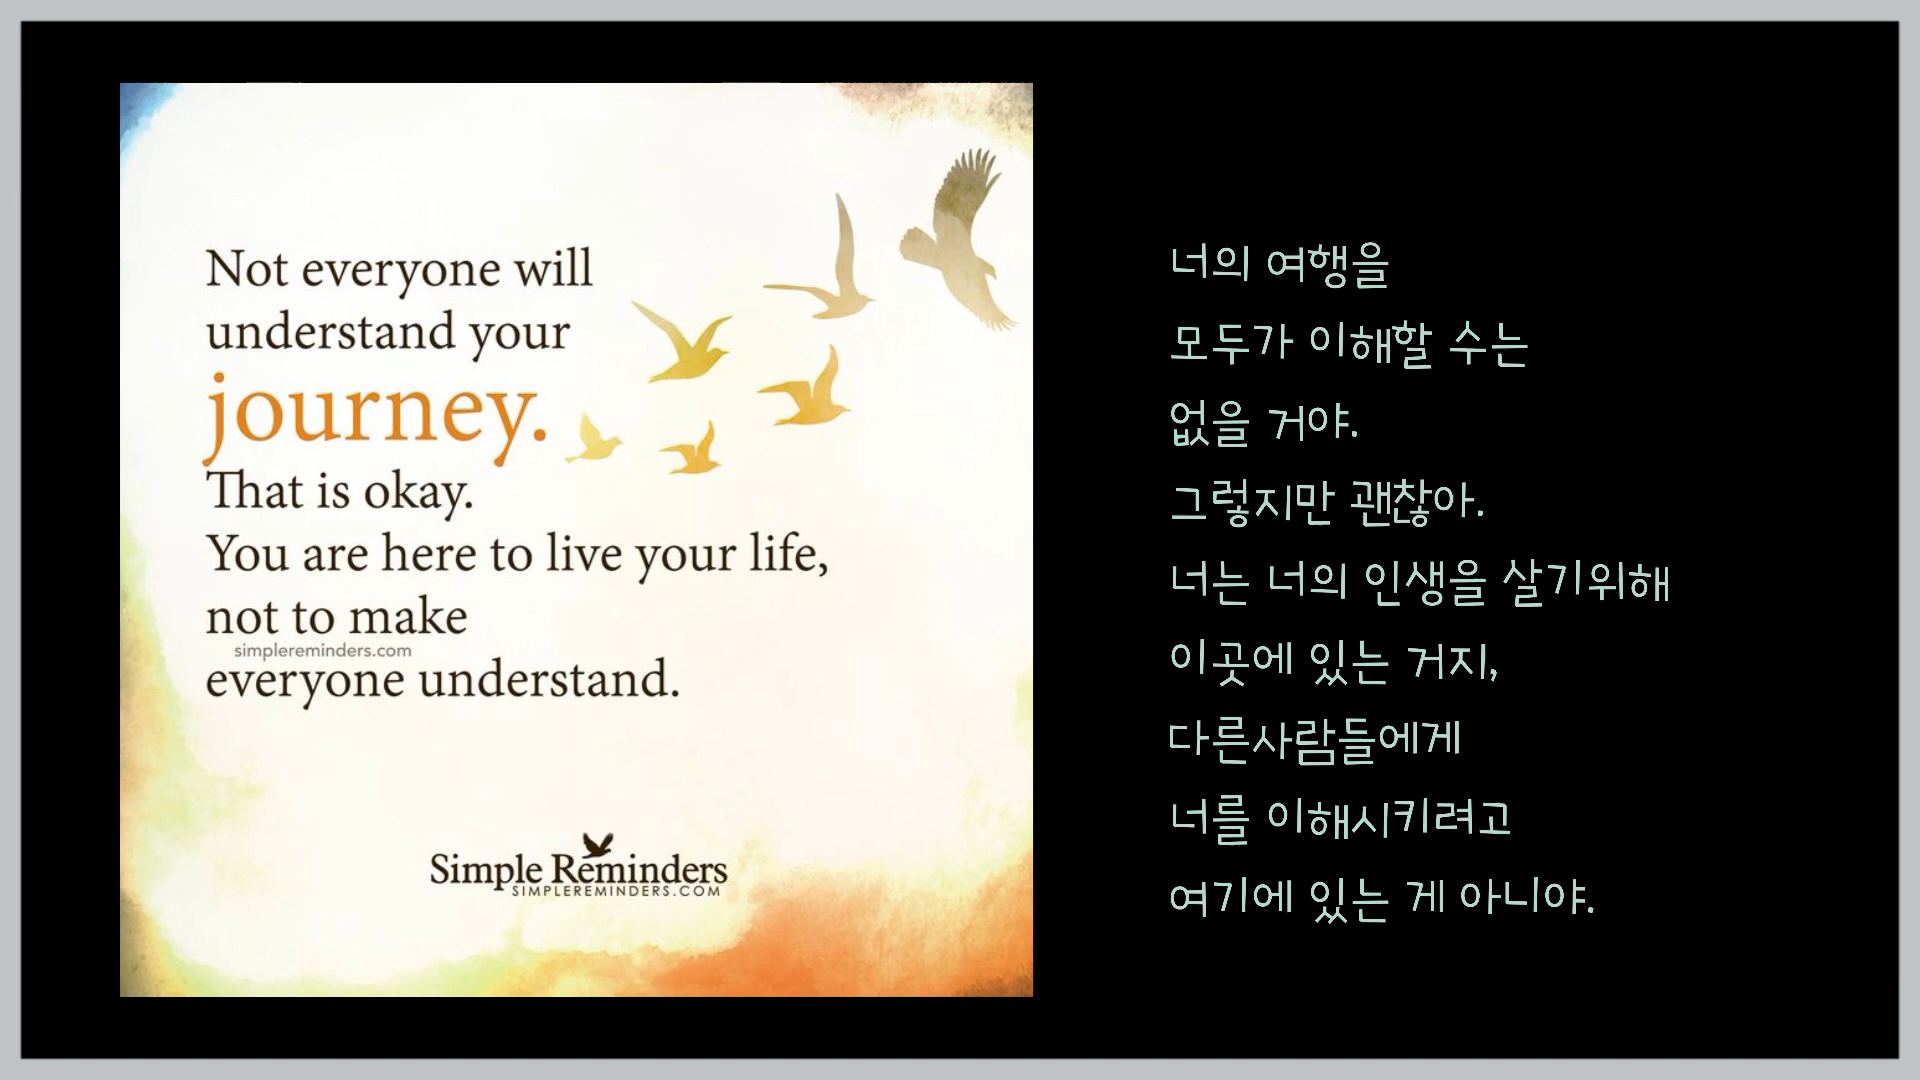 Not everyone will
understand your
journey.
That is okay.
You are here to live your life,
not to make
simplereminders.com
everyone understand.
Simple Reminders
SIMPLEREMINDERS.COM
너의 여행을
모두가 이해할 수는
없을 거야.
그렇지만 괜찮아.
너는 너의 인생을 살기위해
이곳에 있는 거지,
다른사람들에게
너를 이해시키려고
여기에 있는 게 아니야.